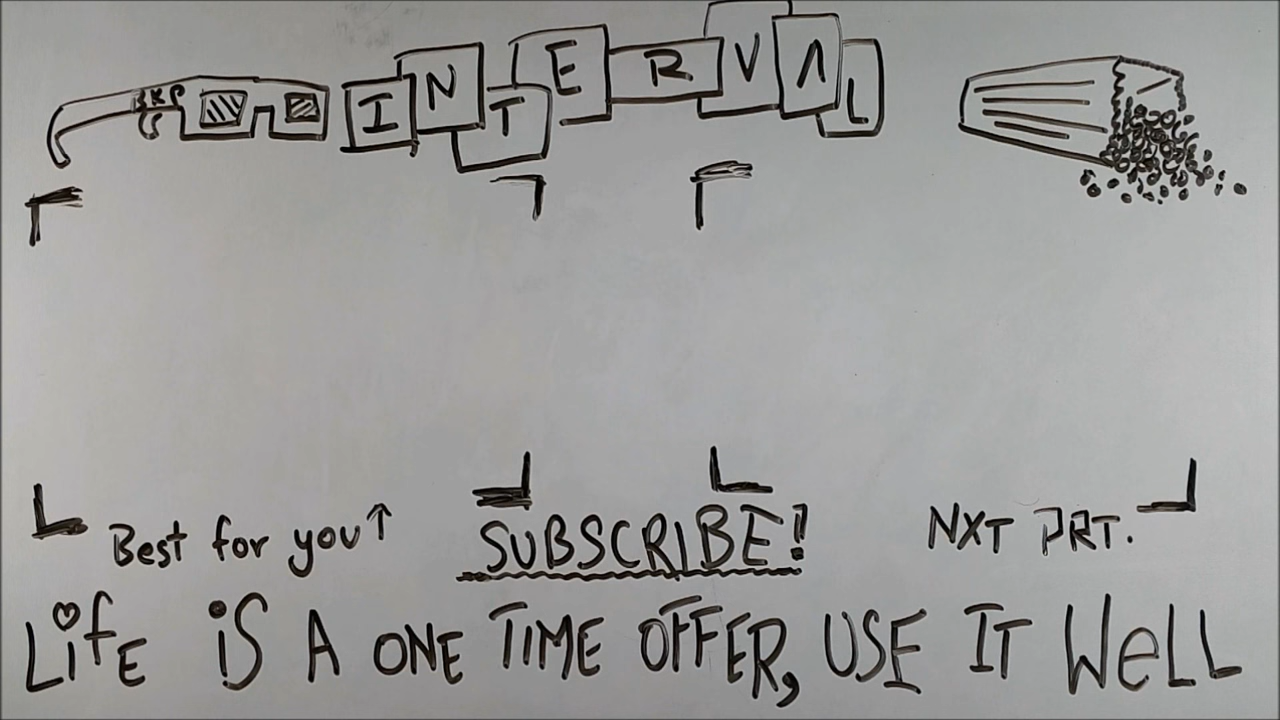 INTERVAL
Best for you↑
SUBSCRIBE!
NXT PRT.
LifE iS A ONE TIME OFFER, USE IT WeLL